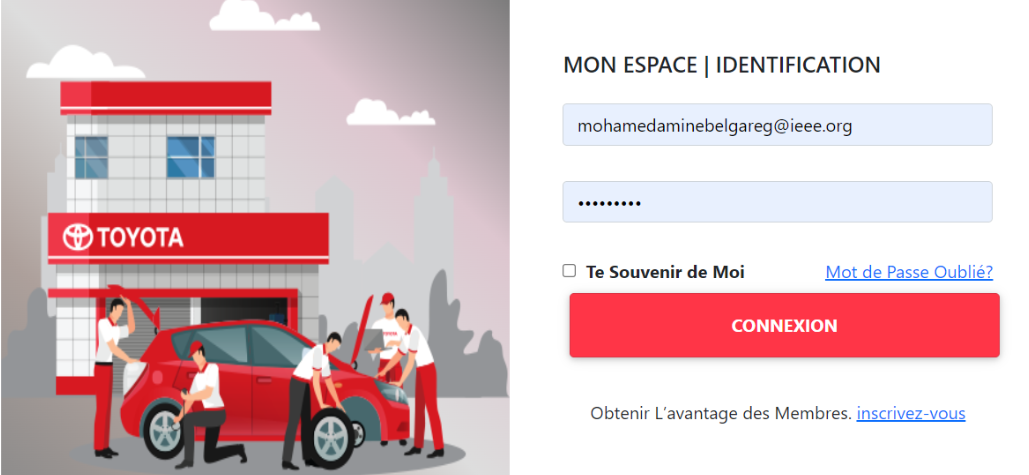 MON ESPACE | IDENTIFICATION
mohamedaminebelgareg@ieee.org
•••••••••
Te Souvenir de Moi
Mot de Passe Oublié?
CONNEXION
Obtenir L’avantage des Membres. inscrivez-vous
TOYOTA